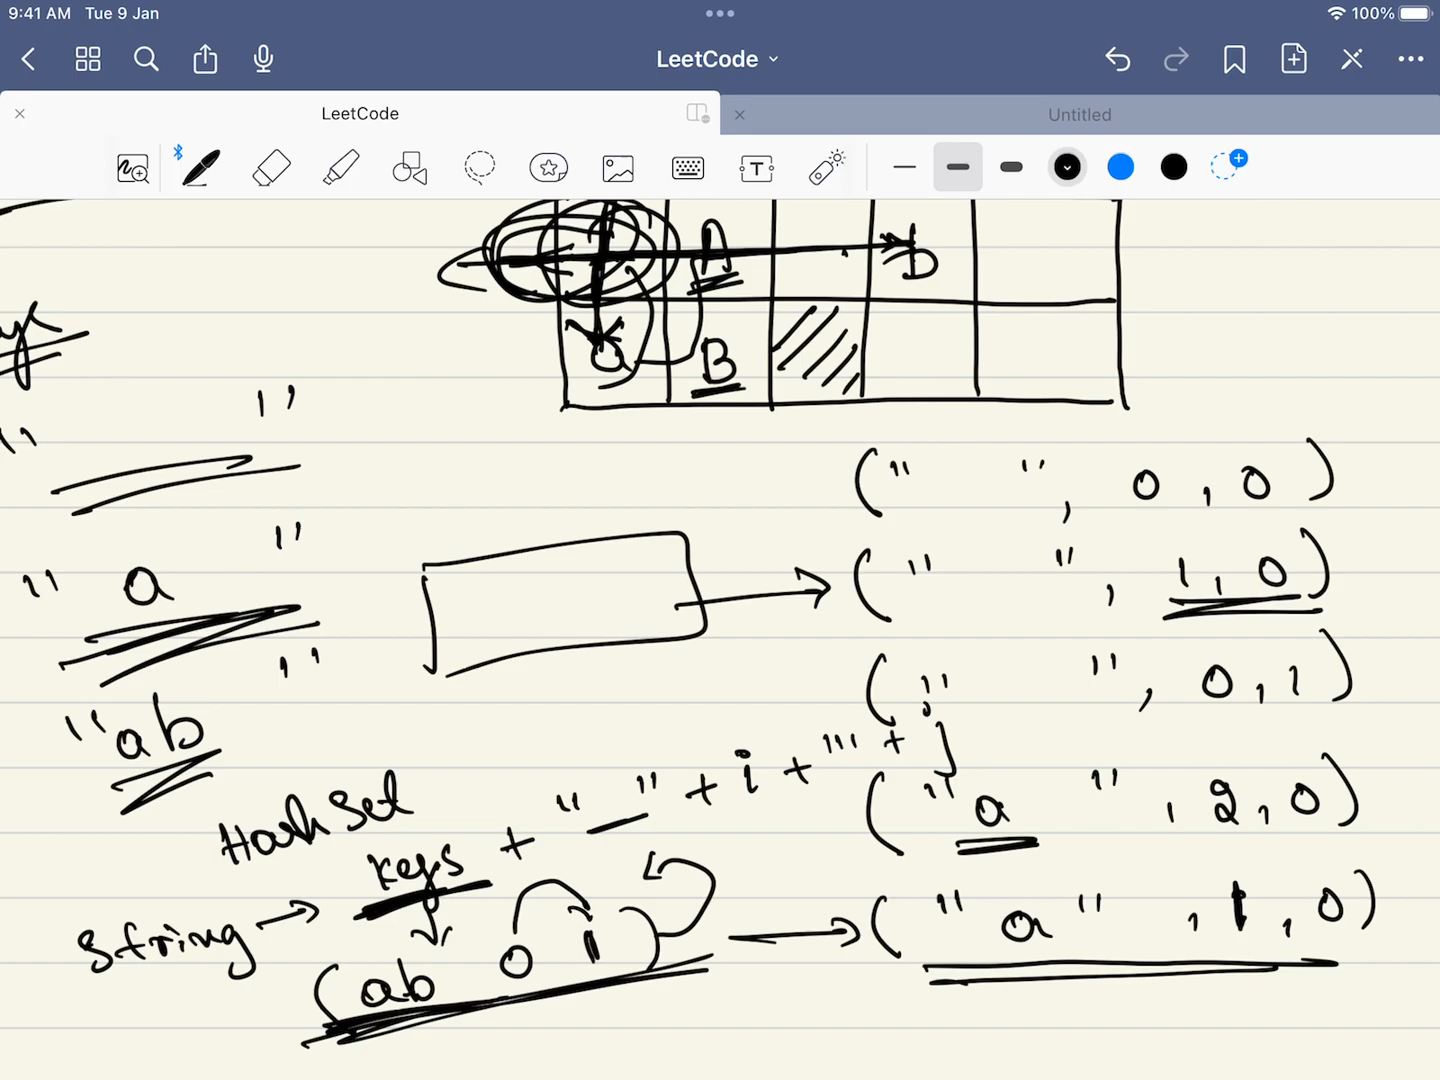 9:41 AM Tue 9 Jan
100%
LeetCode
LeetCode
Untitled
T
A
D
B
" "
(" ", 0, 0)
" a "
(" ", 1, 0)
(" ", 0, 1)
"ab "
HashSet
keys + "_" + i + "" + j
("a", 2, 0)
string → keys
(ab 0 1) → ("a", 1, 0)